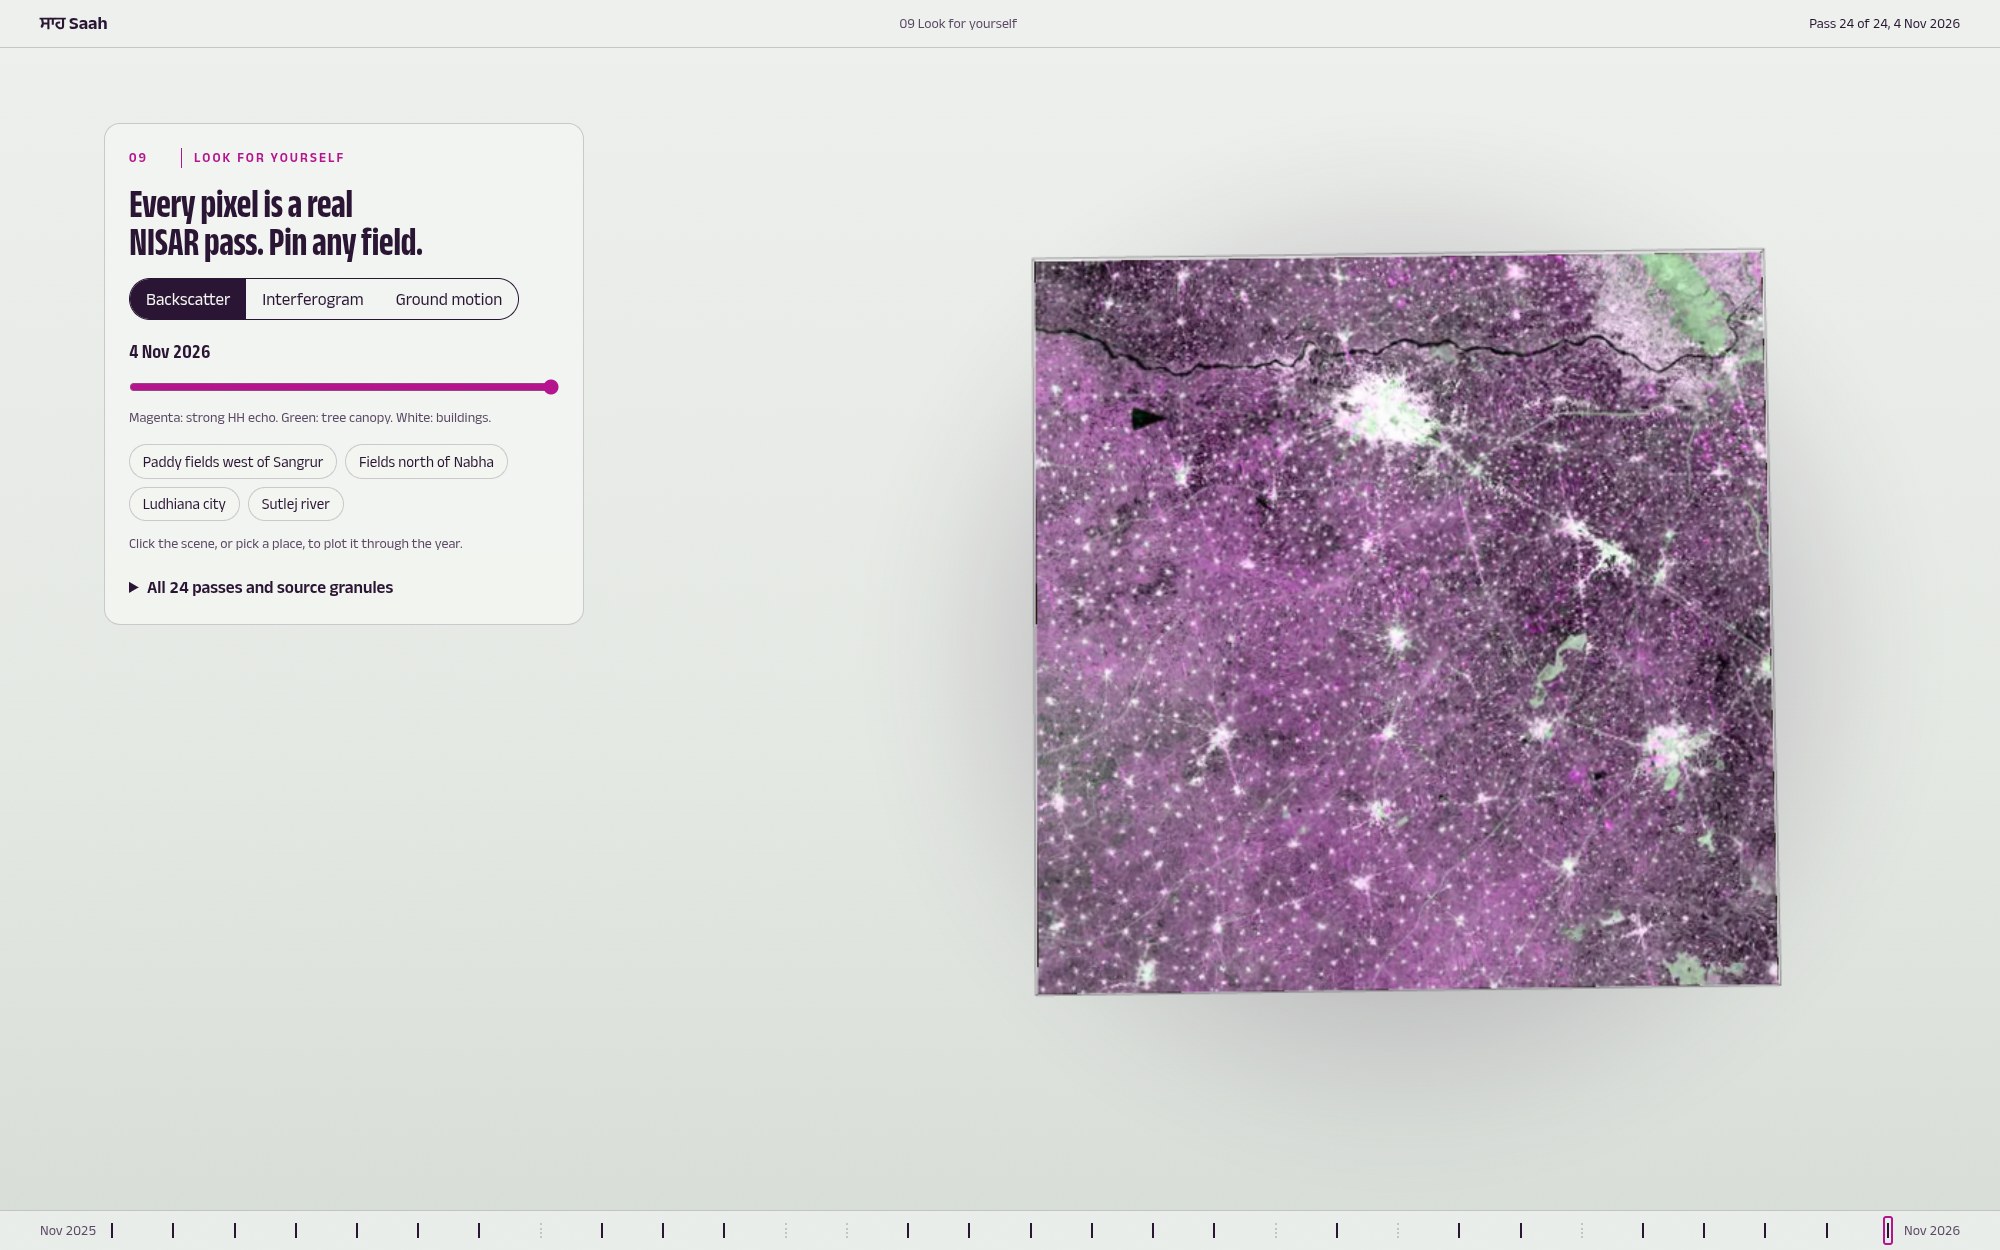 ਸਾਹ Saah
09 Look for yourself
Pass 24 of 24, 4 Nov 2026
09 LOOK FOR YOURSELF
Every pixel is a real
NISAR pass. Pin any field.
Backscatter Interferogram Ground motion
4 Nov 2026
Magenta: strong HH echo. Green: tree canopy. White: buildings.
Paddy fields west of Sangrur Fields north of Nabha
Ludhiana city Sutlej river
Click the scene, or pick a place, to plot it through the year.
All 24 passes and source granules
Nov 2025 Nov 2026